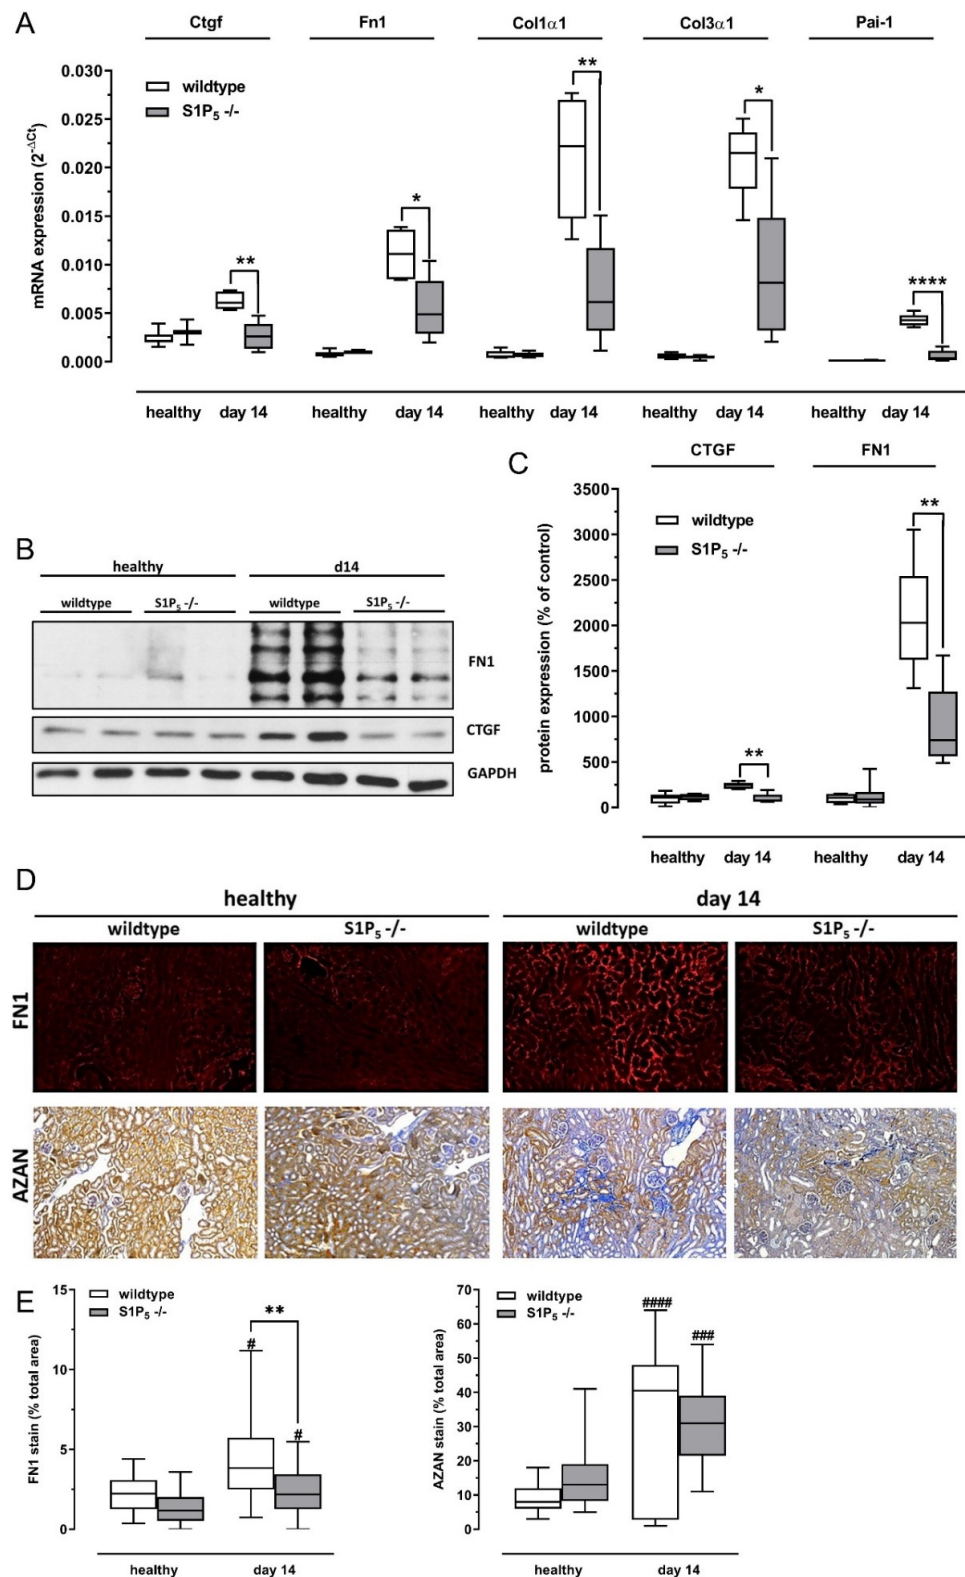 A
Ctgf Fn1 Col1α1 Col3α1 Pai-1
wildtype
S1P5 -/-
mRNA expression (2-ΔCt)
0.030
0.025
0.020
0.015
0.010
0.005
0.000
** * ** * ****
healthy day 14 healthy day 14 healthy day 14 healthy day 14 healthy day 14
B
healthy d14
wildtype S1P5 -/- wildtype S1P5 -/-
FN1
CTGF
GAPDH
C
CTGF FN1
wildtype
S1P5 -/-
protein expression (% of control)
3500
3000
2500
2000
1500
1000
500
0
** **
healthy day 14 healthy day 14
D
healthy day 14
wildtype S1P5 -/- wildtype S1P5 -/-
FN1
AZAN
E
wildtype
S1P5 -/-
FN1 stain (% total area)
15
10
5
0
**
#
#
healthy day 14
wildtype
S1P5 -/-
AZAN stain (% total area)
70
60
50
40
30
20
10
0
####
###
healthy day 14